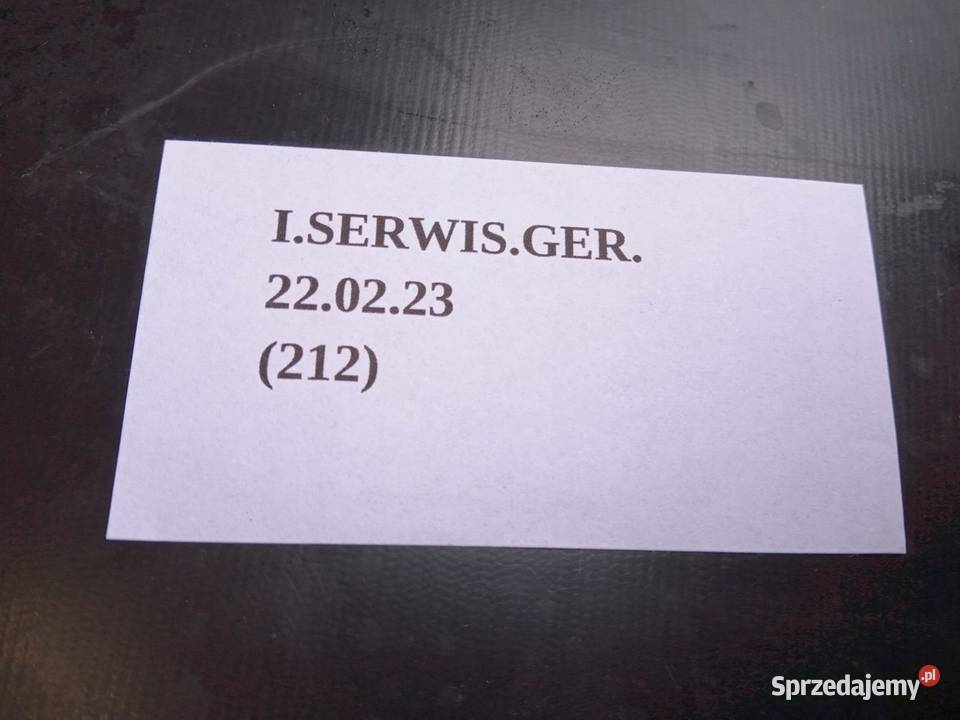 I.SERWIS.GER.
22.02.23
(212)
Sprzedajemy.pl